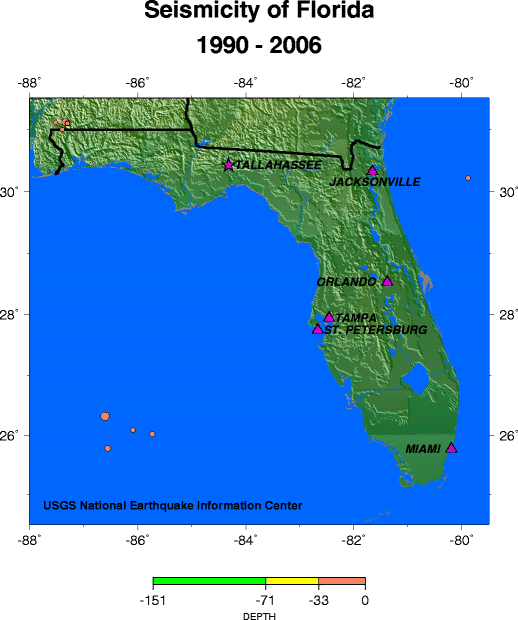 Seismicity of Florida
1990 - 2006
-88° -86° -84° -82° -80°
TALLAHASSEE
JACKSONVILLE
30° 30°
ORLANDO
28° TAMPA 28°
ST. PETERSBURG
26° 26°
MIAMI
USGS National Earthquake Information Center
-88° -86° -84° -82° -80°
-151 -71 -33 0
DEPTH